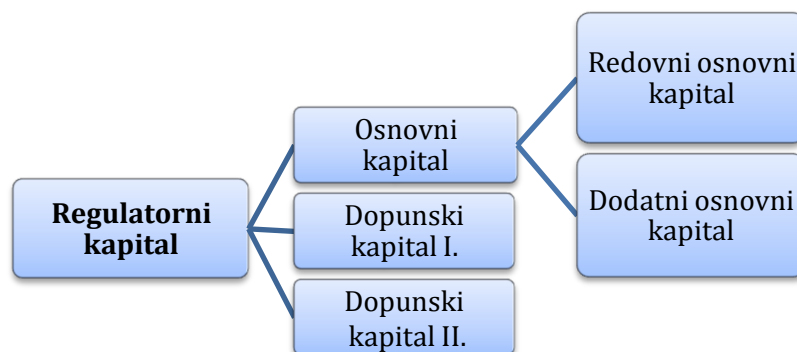 Regulatorni
kapital
Osnovni
kapital
Dopunski
kapital I.
Dopunski
kapital II.
Redovni osnovni
kapital
Dodatni osnovni
kapital